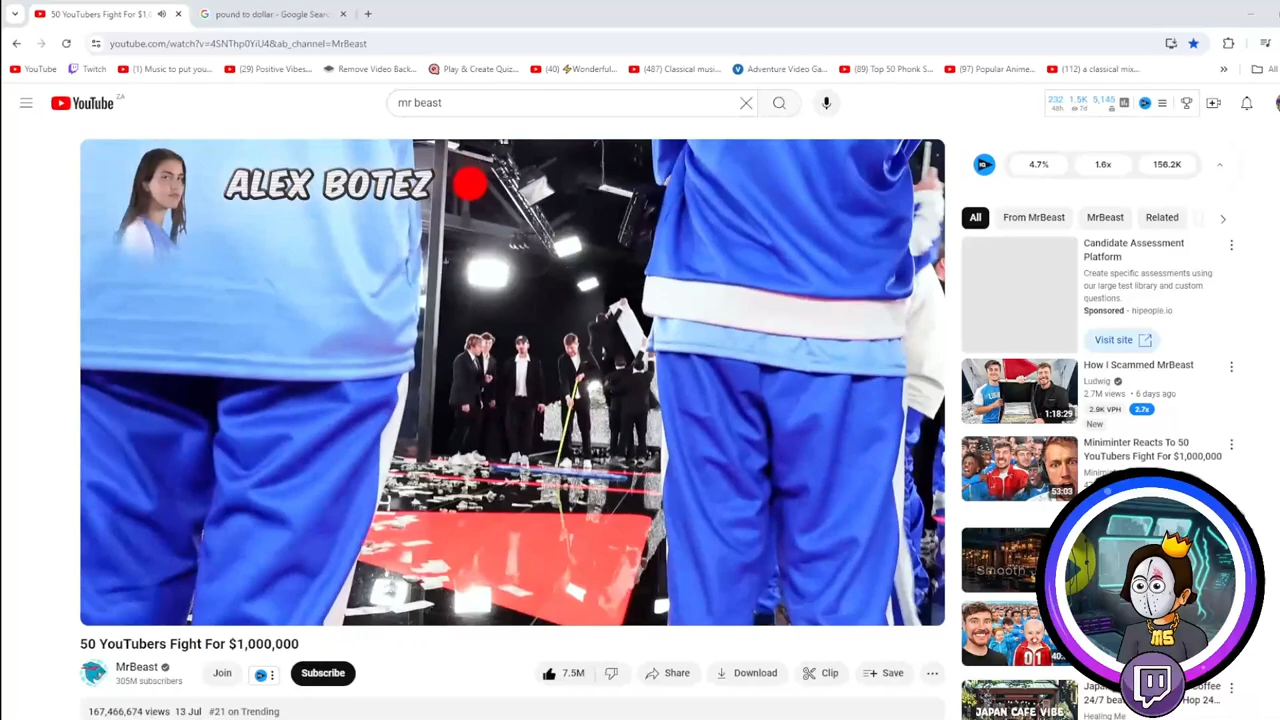 50 YouTubers Fight For $1,0
pound to dollar - Google Sear
youtube.com/watch?v=4SNThp0YiU4&ab_channel=MrBeast
YouTube
Twitch
(1) Music to put you...
(29) Positive Vibes...
Remove Video Back...
Play & Create Quiz...
(40) ⚡Wonderful...
(487) Classical musi...
Adventure Video Ga...
(89) Top 50 Phonk S...
(97) Popular Anime...
(112) a classical mix...
»
All
YouTube ZA
mr beast
232 1.5K 5,145
48h 7d
ALEX BOTEZ
4.7%
1.6x
156.2K
All
From MrBeast
MrBeast
Related
Candidate Assessment
Platform
Create specific assessments using
our large test library and custom
questions.
Sponsored · hipeople.io
Visit site
How I Scammed MrBeast
Ludwig
2.7M views • 6 days ago
2.9K VPH 2.7x
New
1:18:29
Miniminter Reacts To 50
YouTubers Fight For $1,000,000
53:03
Smooth
01
MS
JAPAN CAFE VIBE
24/7
Healing Me
50 YouTubers Fight For $1,000,000
MrBeast
305M subscribers
Join
Subscribe
7.5M
Share
Download
Clip
Save
167,466,674 views 13 Jul #21 on Trending